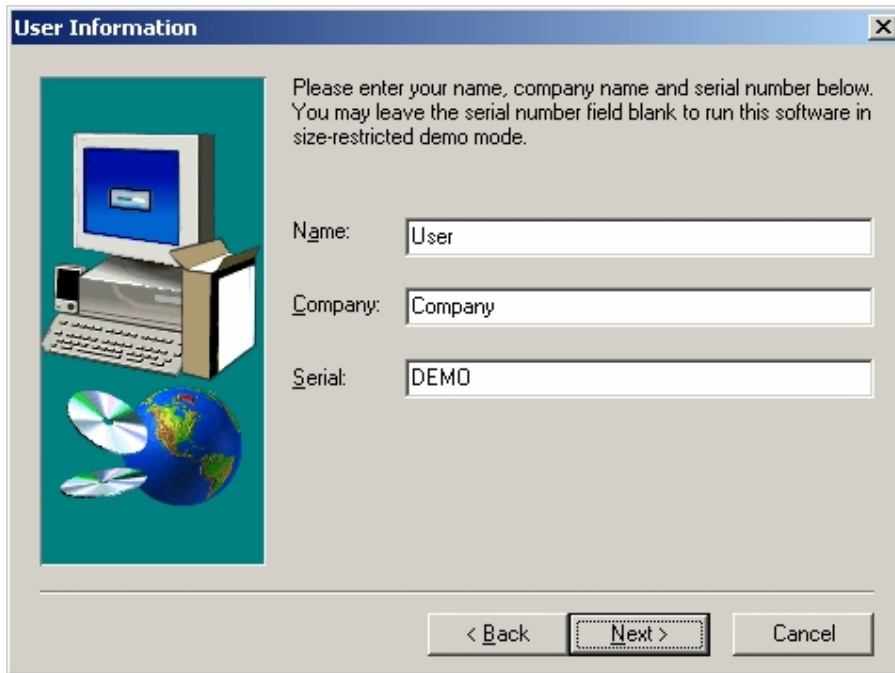 User Information
Please enter your name, company name and serial number below.
You may leave the serial number field blank to run this software in
size-restricted demo mode.
Name: User
Company: Company
Serial: DEMO
< Back Next > Cancel